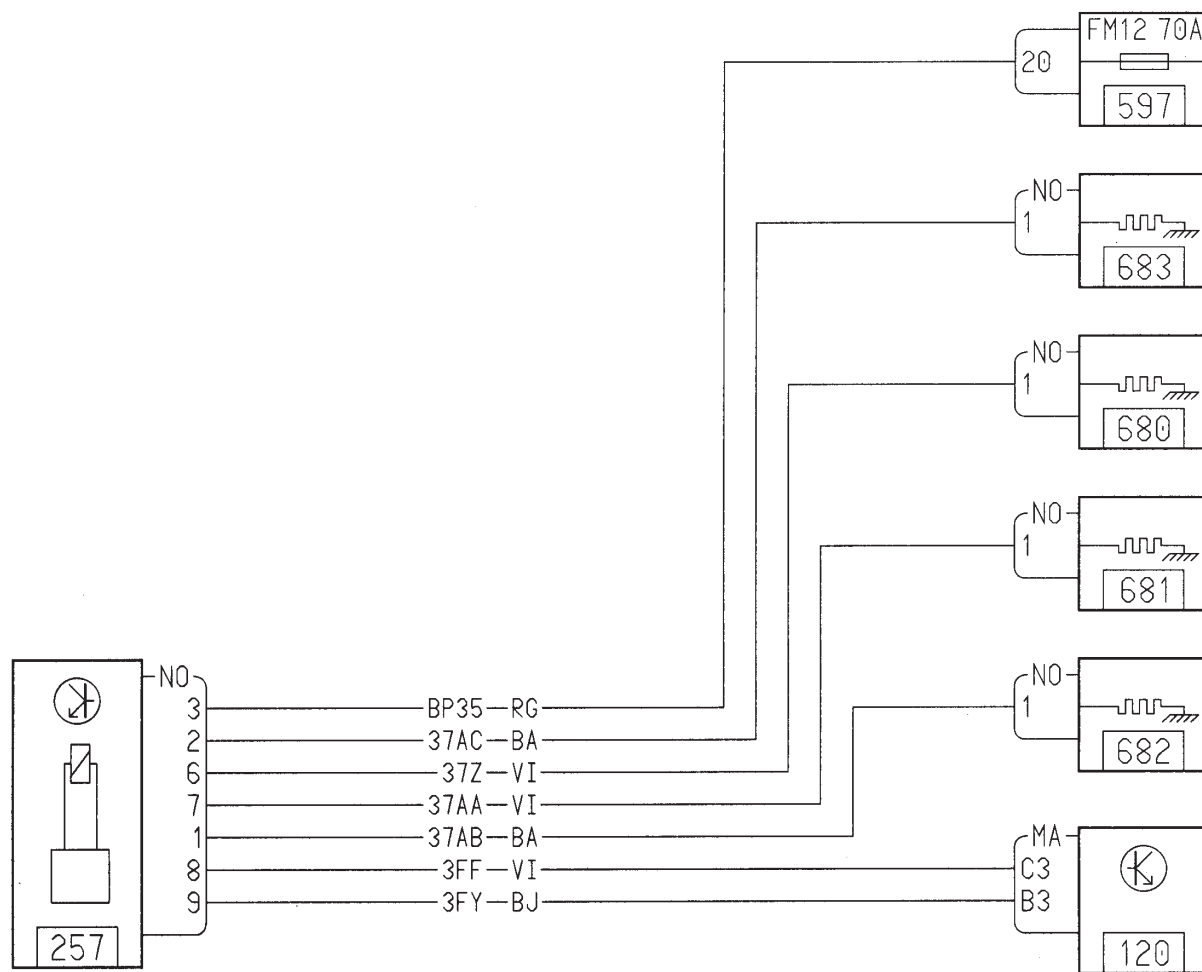 FM12 70A
20
597
NO
1
683
NO
1
680
NO
1
681
NO
1
682
NO
3 BP35 RG
2 37AC BA
6 37Z VI
7 37AA VI
1 37AB BA
8 3FF VI
9 3FY BJ
257
MA
C3
B3
120